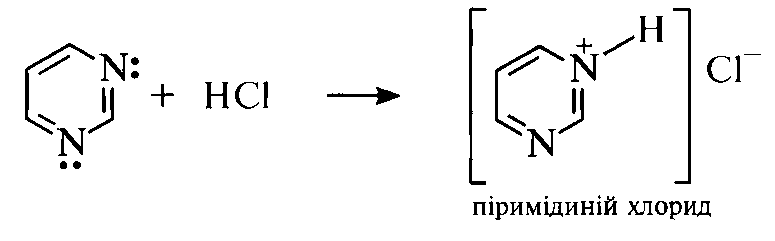 N: + HCl N⁺ H Cl⁻
N N
піримідиній хлорид